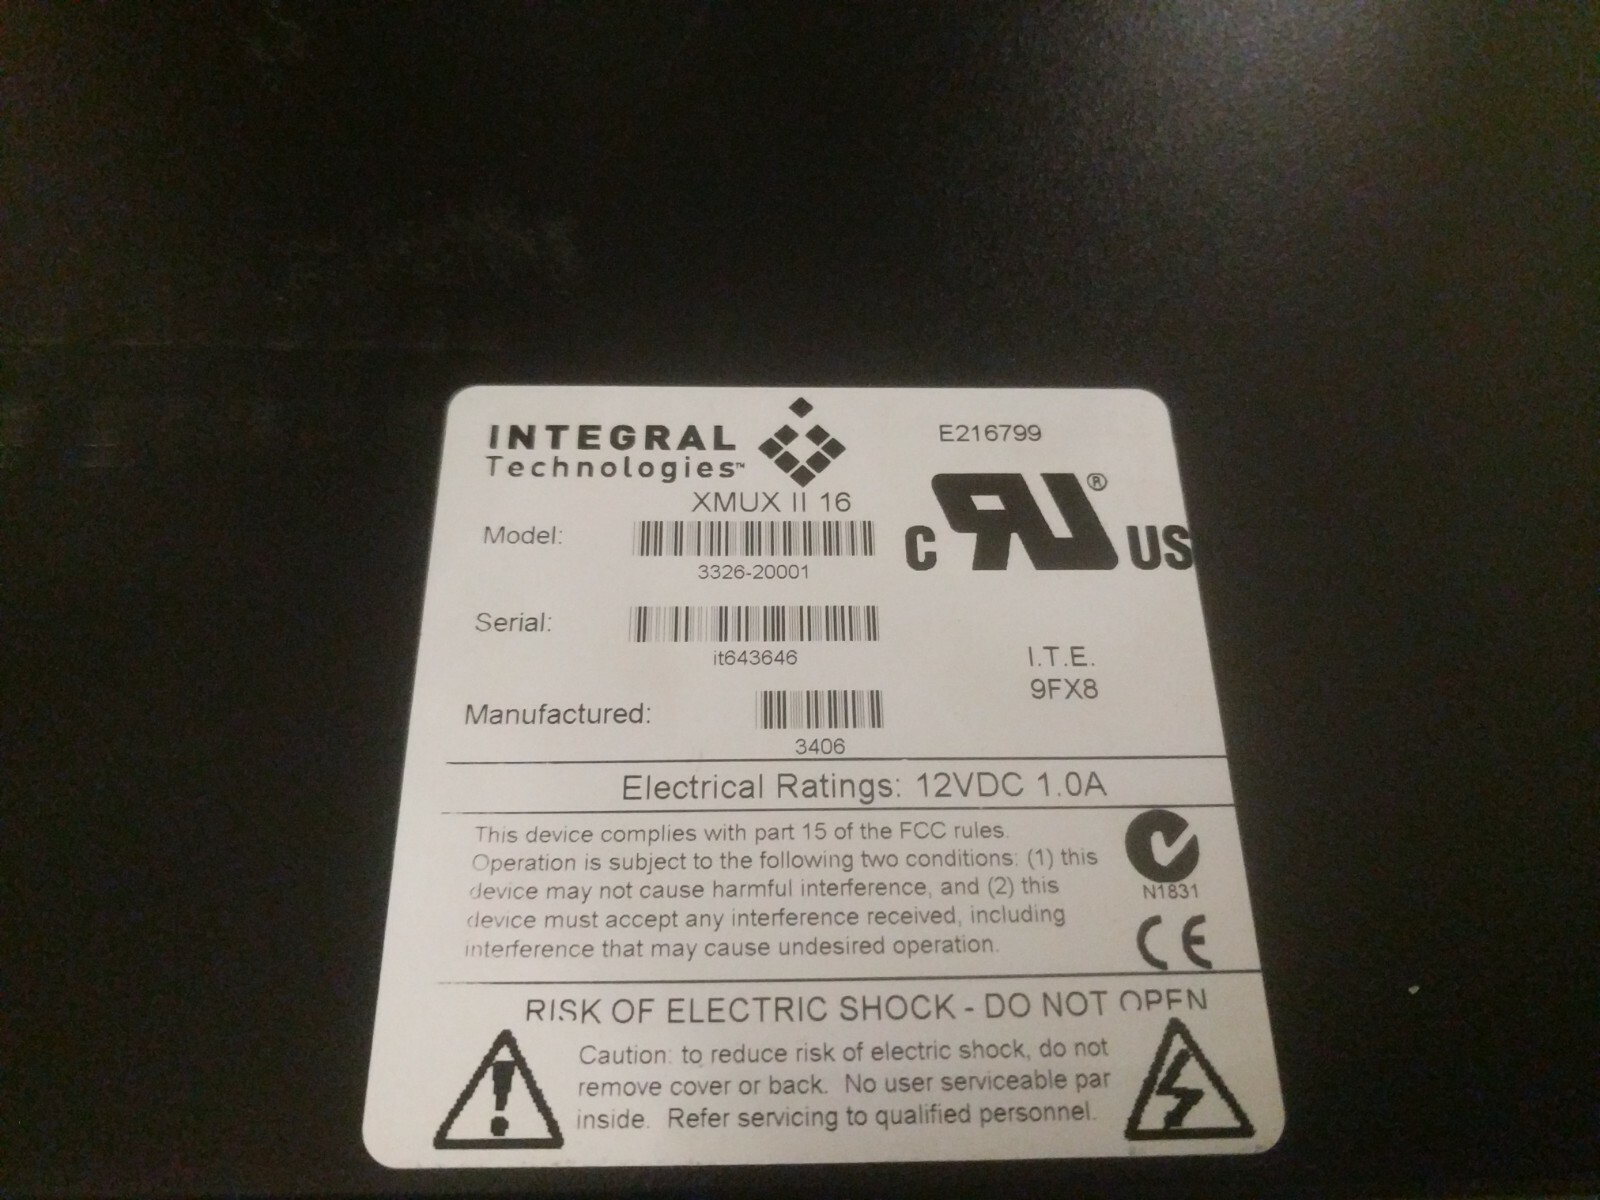 INTEGRAL
Technologies™
E216799
XMUX II 16
Model:
3326-20001
C RU® US
Serial:
it643646
I.T.E.
9FX8
Manufactured:
3406
Electrical Ratings: 12VDC 1.0A
This device complies with part 15 of the FCC rules.
Operation is subject to the following two conditions: (1) this
device may not cause harmful interference, and (2) this
device must accept any interference received, including
interference that may cause undesired operation.
N1831
CE
RISK OF ELECTRIC SHOCK - DO NOT OPEN
Caution: to reduce risk of electric shock, do not
remove cover or back. No user serviceable par
inside. Refer servicing to qualified personnel.